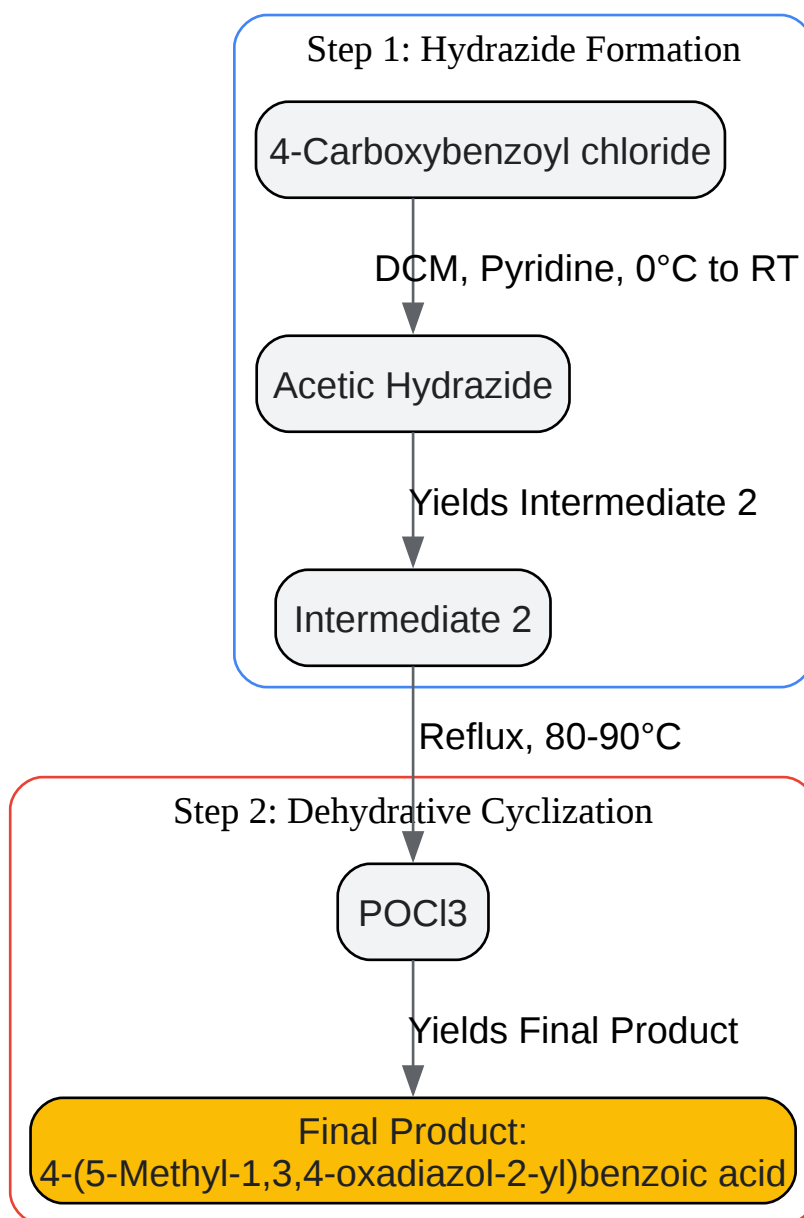 Step 1: Hydrazide Formation
4-Carboxybenzoyl chloride
DCM, Pyridine, 0°C to RT
Acetic Hydrazide
Yields Intermediate 2
Intermediate 2
Reflux, 80-90°C
Step 2: Dehydrative Cyclization
POCl3
Yields Final Product
Final Product:
4-(5-Methyl-1,3,4-oxadiazol-2-yl)benzoic acid